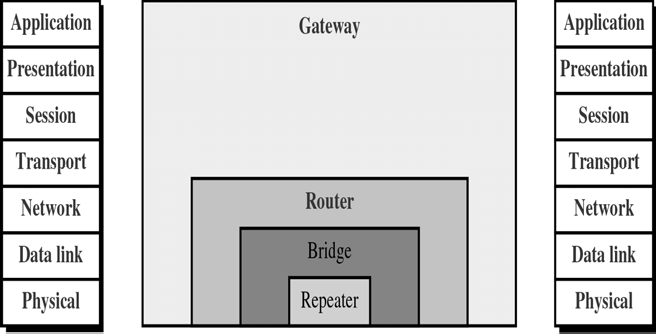 Application
Presentation
Session
Transport
Network
Data link
Physical
Gateway
Router
Bridge
Repeater
Application
Presentation
Session
Transport
Network
Data link
Physical